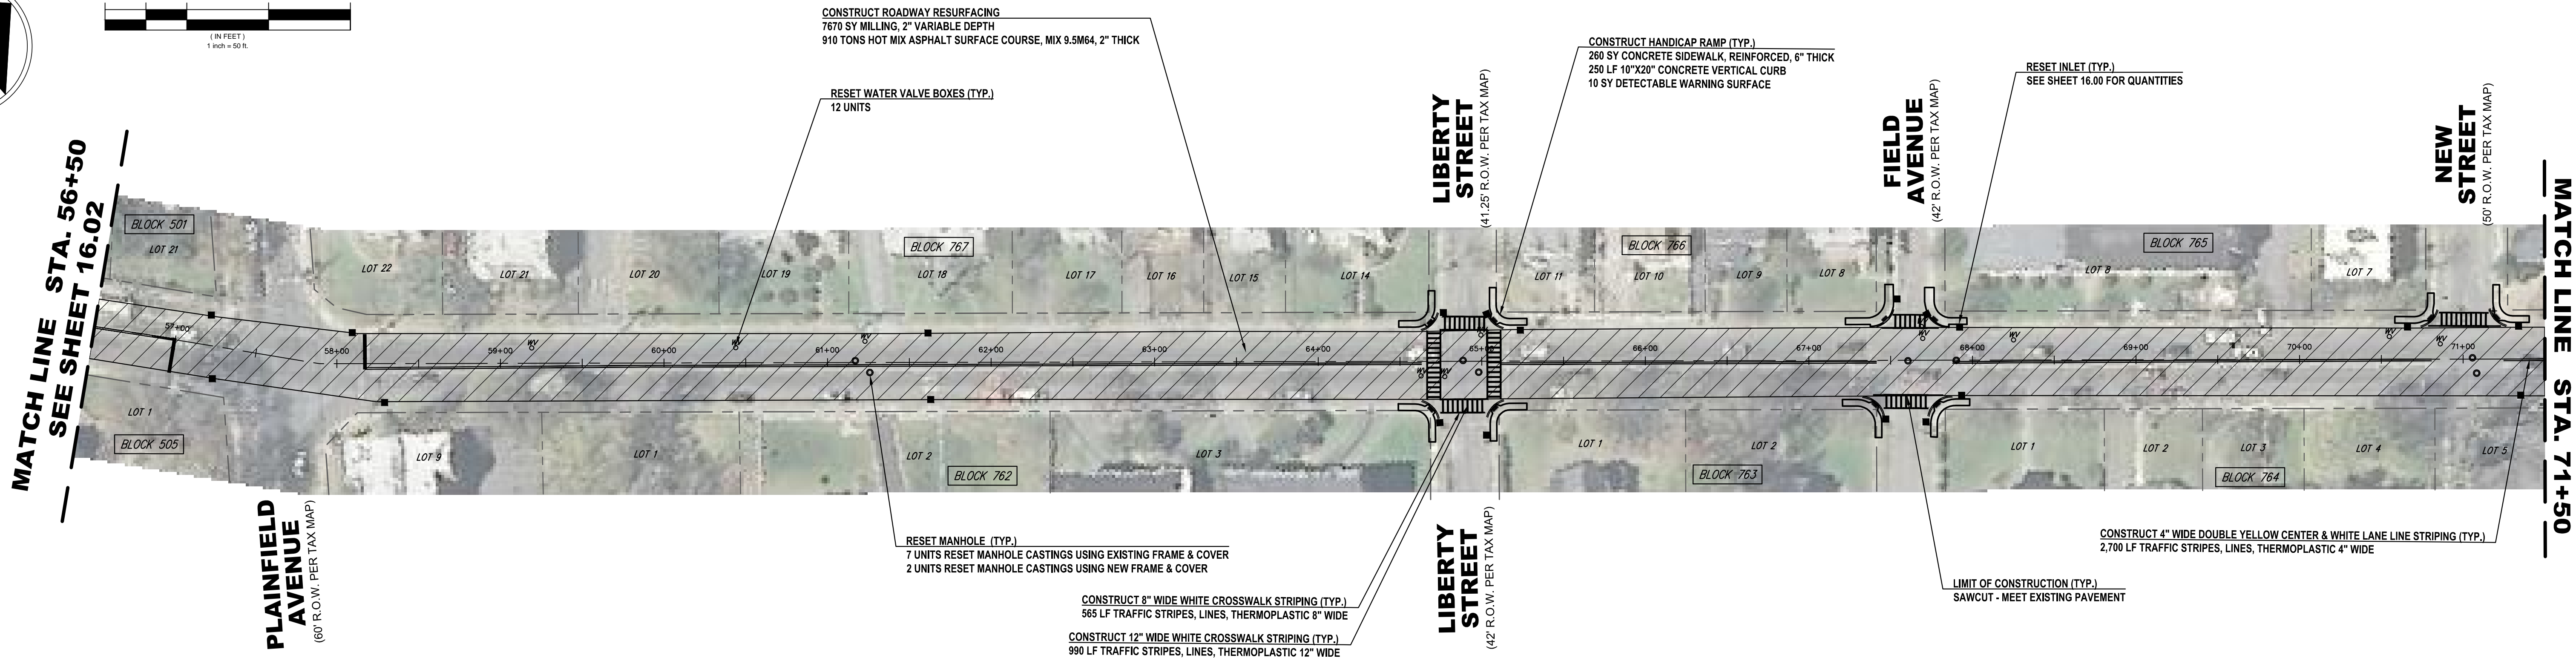 ( IN FEET )
1 inch = 50 ft.
CONSTRUCT ROADWAY RESURFACING
7670 SY MILLING, 2" VARIABLE DEPTH
910 TONS HOT MIX ASPHALT SURFACE COURSE, MIX 9.5M64, 2" THICK
RESET WATER VALVE BOXES (TYP.)
12 UNITS
CONSTRUCT HANDICAP RAMP (TYP.)
260 SY CONCRETE SIDEWALK, REINFORCED, 6" THICK
250 LF 10"X20" CONCRETE VERTICAL CURB
10 SY DETECTABLE WARNING SURFACE
RESET INLET (TYP.)
SEE SHEET 16.00 FOR QUANTITIES
LIBERTY
STREET
(41.25' R.O.W. PER TAX MAP)
FIELD
AVENUE
(42' R.O.W. PER TAX MAP)
NEW
STREET
(50' R.O.W. PER TAX MAP)
MATCH LINE STA. 56+50
SEE SHEET 16.02
MATCH LINE STA. 71+50
BLOCK 501
LOT 21
LOT 22
LOT 21
LOT 20
LOT 19
BLOCK 767
LOT 18
LOT 17
LOT 16
LOT 15
LOT 14
LOT 11
BLOCK 766
LOT 10
LOT 9
LOT 8
BLOCK 765
LOT 8
LOT 7
57+00
58+00
59+00
60+00
61+00
62+00
63+00
64+00
65+00
66+00
67+00
68+00
69+00
70+00
71+00
WV
WV
WV
WV
WV
WV
WV
WV
WV
WV
WV
LOT 1
BLOCK 505
LOT 9
LOT 1
LOT 2
BLOCK 762
LOT 3
LOT 1
LOT 2
BLOCK 763
LOT 1
LOT 2
LOT 3
BLOCK 764
LOT 4
LOT 5
PLAINFIELD
AVENUE
(60' R.O.W. PER TAX MAP)
RESET MANHOLE (TYP.)
7 UNITS RESET MANHOLE CASTINGS USING EXISTING FRAME & COVER
2 UNITS RESET MANHOLE CASTINGS USING NEW FRAME & COVER
CONSTRUCT 8" WIDE WHITE CROSSWALK STRIPING (TYP.)
565 LF TRAFFIC STRIPES, LINES, THERMOPLASTIC 8" WIDE
CONSTRUCT 12" WIDE WHITE CROSSWALK STRIPING (TYP.)
990 LF TRAFFIC STRIPES, LINES, THERMOPLASTIC 12" WIDE
LIBERTY
STREET
(42' R.O.W. PER TAX MAP)
CONSTRUCT 4" WIDE DOUBLE YELLOW CENTER & WHITE LANE LINE STRIPING (TYP.)
2,700 LF TRAFFIC STRIPES, LINES, THERMOPLASTIC 4" WIDE
LIMIT OF CONSTRUCTION (TYP.)
SAWCUT - MEET EXISTING PAVEMENT